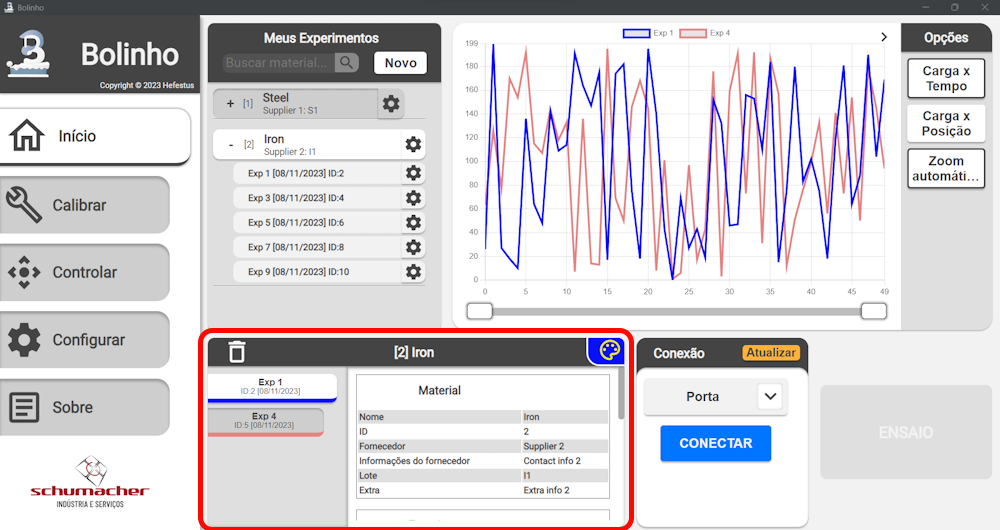 Bolinho
Bolinho
Copyright © 2023 Hefestus
Início
Calibrar
Controlar
Configurar
Sobre
schumacher
INDÚSTRIA E SERVIÇOS
Meus Experimentos
Buscar material...
Novo
+ [1] Steel
Supplier 1: S1
- [2] Iron
Supplier 2: I1
Exp 1 [08/11/2023] ID:2
Exp 3 [08/11/2023] ID:4
Exp 5 [08/11/2023] ID:6
Exp 7 [08/11/2023] ID:8
Exp 9 [08/11/2023] ID:10
Exp 1 Exp 4
199
180
160
140
120
100
80
60
40
20
0
0 5 10 15 20 25 30 35 40 45 49
Opções
Carga x
Tempo
Carga x
Posição
Zoom
automáti...
[2] Iron
Exp 1
ID:2 [08/11/2023]
Exp 4
ID:5 [08/11/2023]
Material
Nome Iron
ID 2
Fornecedor Supplier 2
Informações do fornecedor Contact info 2
Lote I1
Extra Extra info 2
Conexão
Atualizar
Porta
CONECTAR
ENSAIO